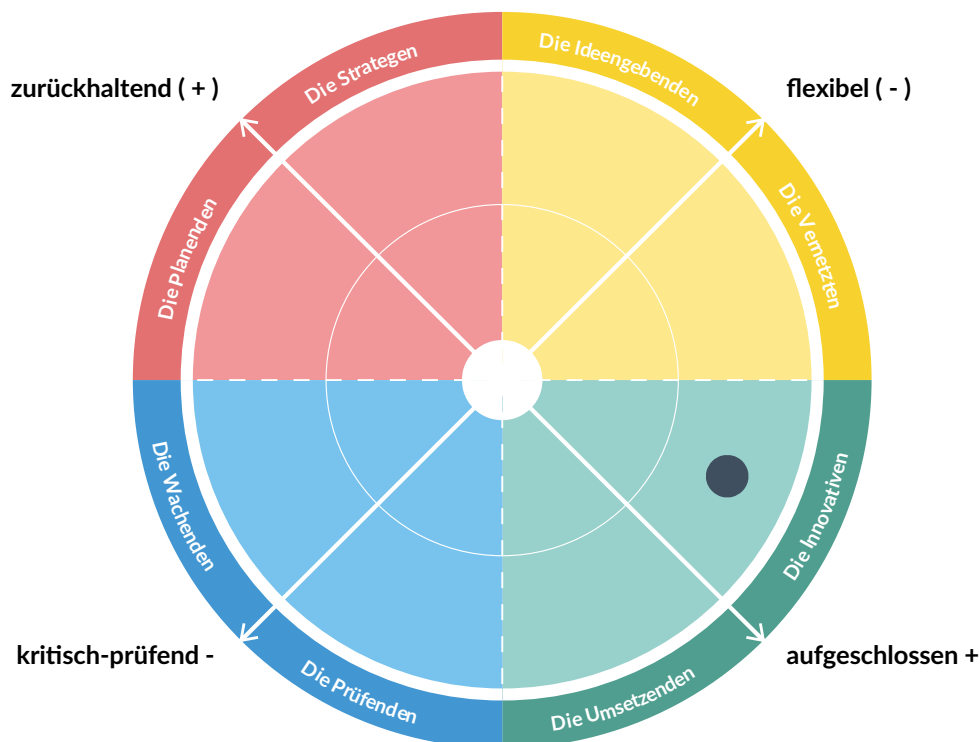 Die Strategen
Die Ideengebenden
zurückhaltend ( + )
flexibel ( - )
Die Planenden
Die Vernetzten
Die Wachenden
Die Innovativen
kritisch-prüfend -
aufgeschlossen +
Die Prüfenden
Die Umsetzenden